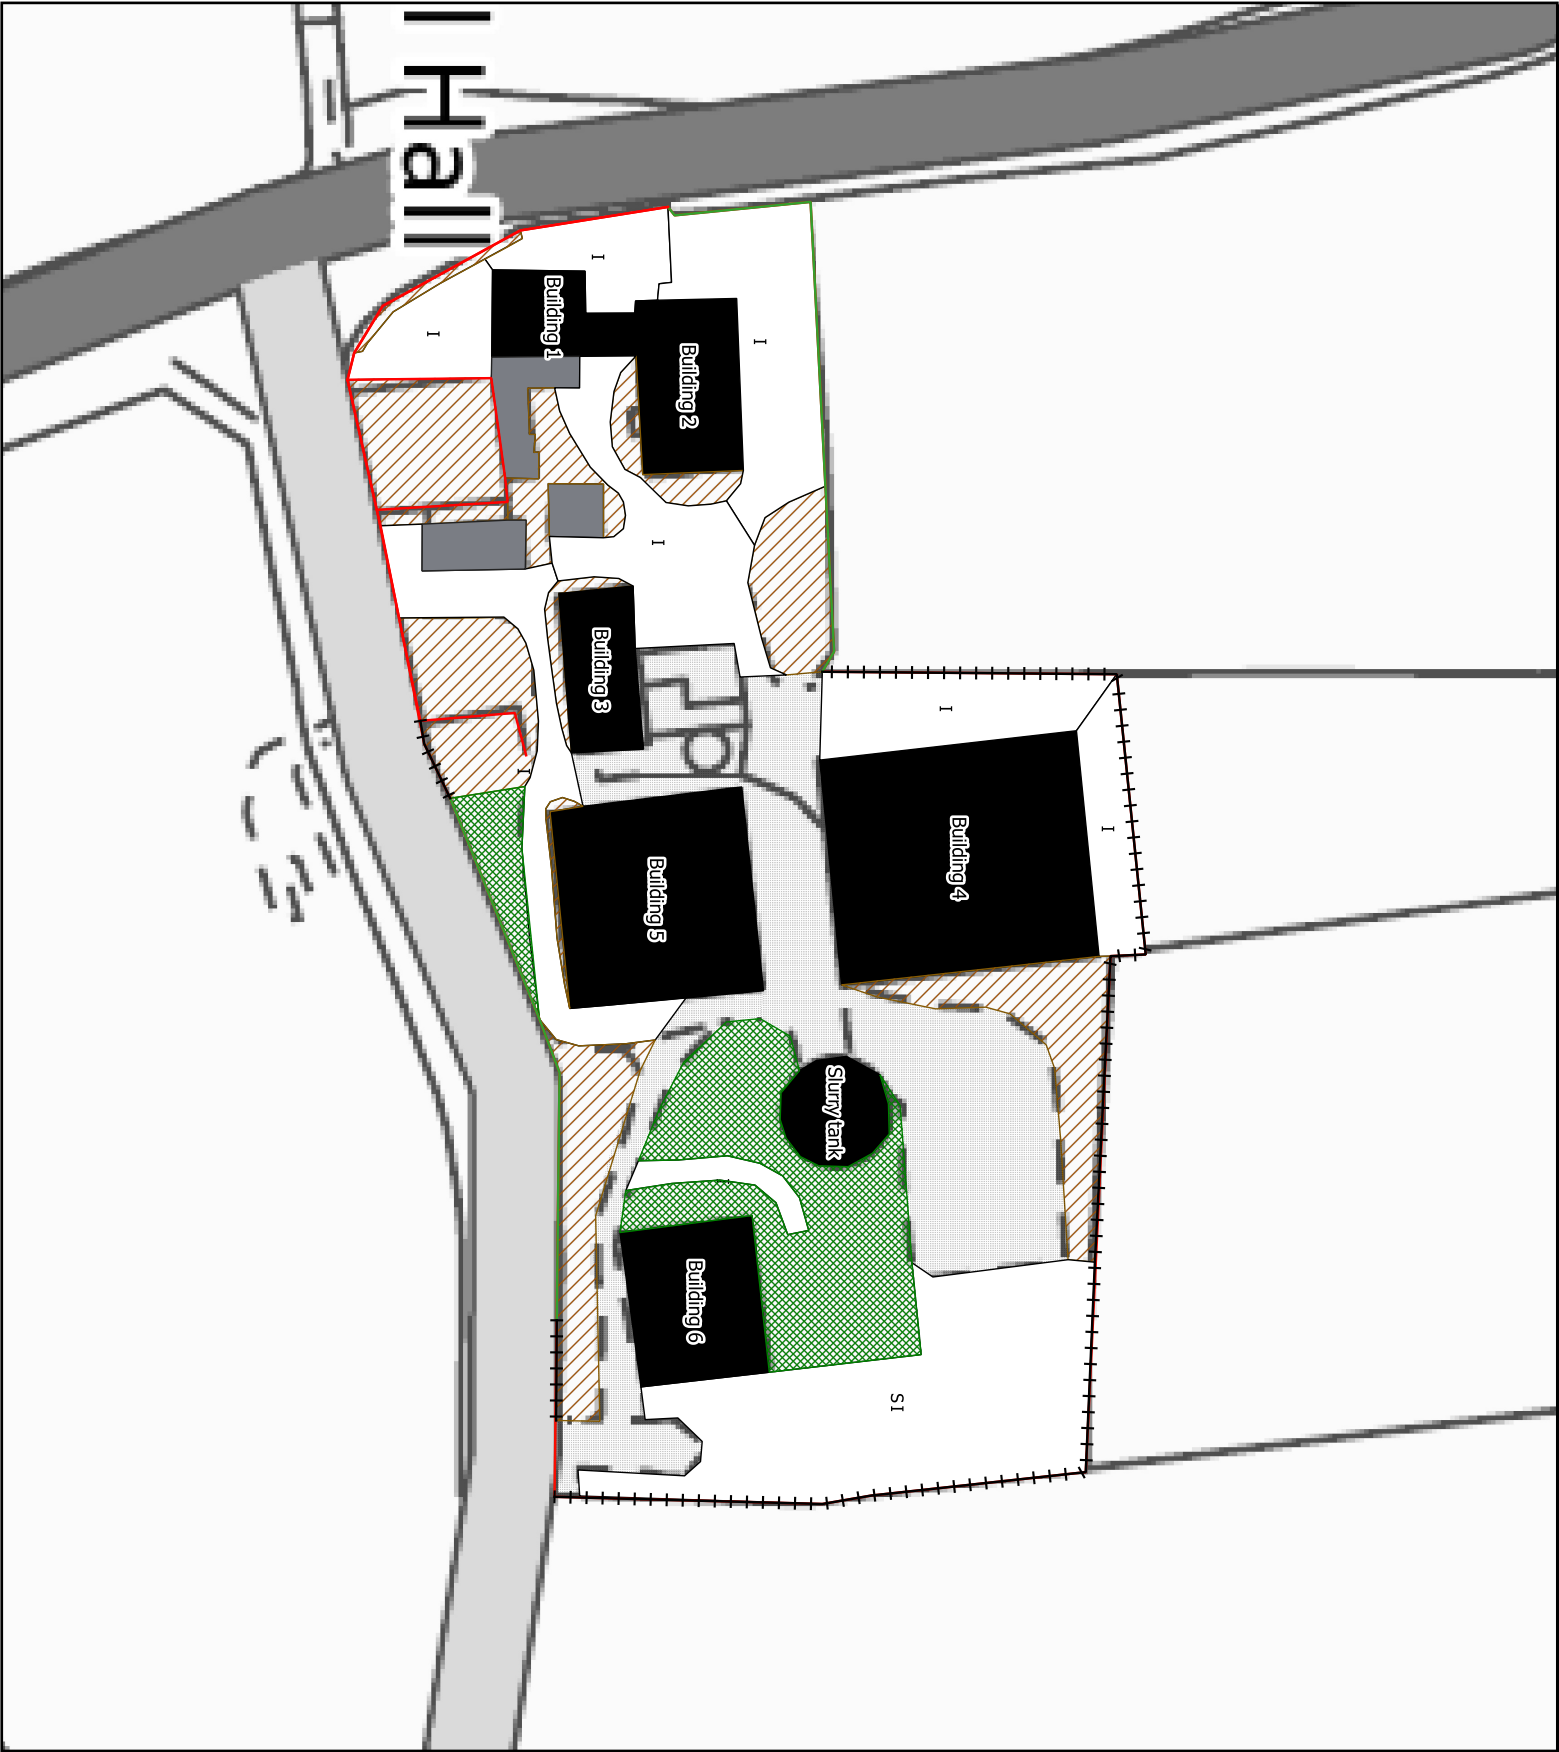 l Hall
I
I
Building 1
I
Building 2
I
Building 3
I
I
I
Building 4
Building 5
Slurry tank
Building 6
SI